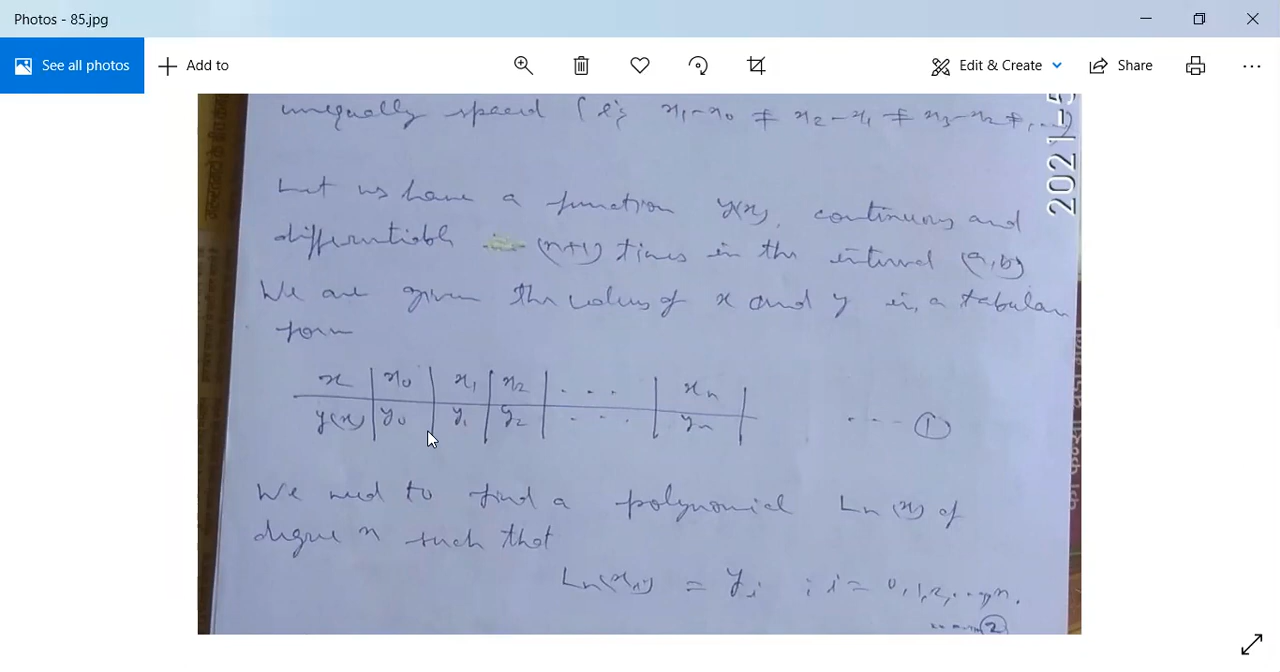 Photos - 85.jpg
See all photos
Add to
Edit & Create
Share
unequally spaced (i.e; x₁-x₀ ≠ x₂-x₁ ≠ x₃-x₂ ≠, ...)
2021-5
Let us have a function y(x), continuous and
differentiable (n+1) times in the interval (a,b)
We are given the values of x and y in, a tabular
form
x | x₀ | x₁ | x₂ | ... | xₙ |
y(x) | y₀ | y₁ | y₂ | ... | yₙ | ... ①
We need to find a polynomial Lₙ(x) of
degree n such that
Lₙ(xᵢ) = yᵢ ; i = 0, 1, 2, ..., n.
... ②